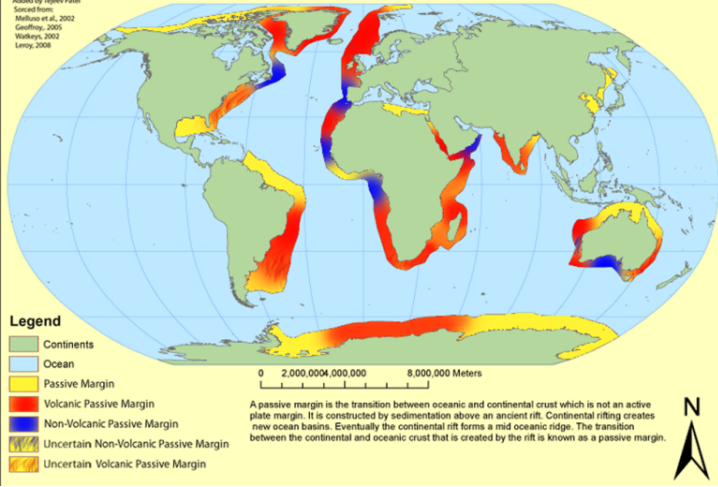 Added by Tejeev Patel
Sorced from:
Melluso et al., 2002
Geoffroy, 2005
Watkeys, 2002
Leroy, 2008
Legend
Continents
Ocean
Passive Margin
Volcanic Passive Margin
Non-Volcanic Passive Margin
Uncertain Non-Volcanic Passive Margin
Uncertain Volcanic Passive Margin
0 2,000,0004,000,000 8,000,000 Meters
A passive margin is the transition between oceanic and continental crust which is not an active
plate margin. It is constructed by sedimentation above an ancient rift. Continental rifting creates
new ocean basins. Eventually the continental rift forms a mid oceanic ridge. The transition
between the continental and oceanic crust that is created by the rift is known as a passive margin.
N